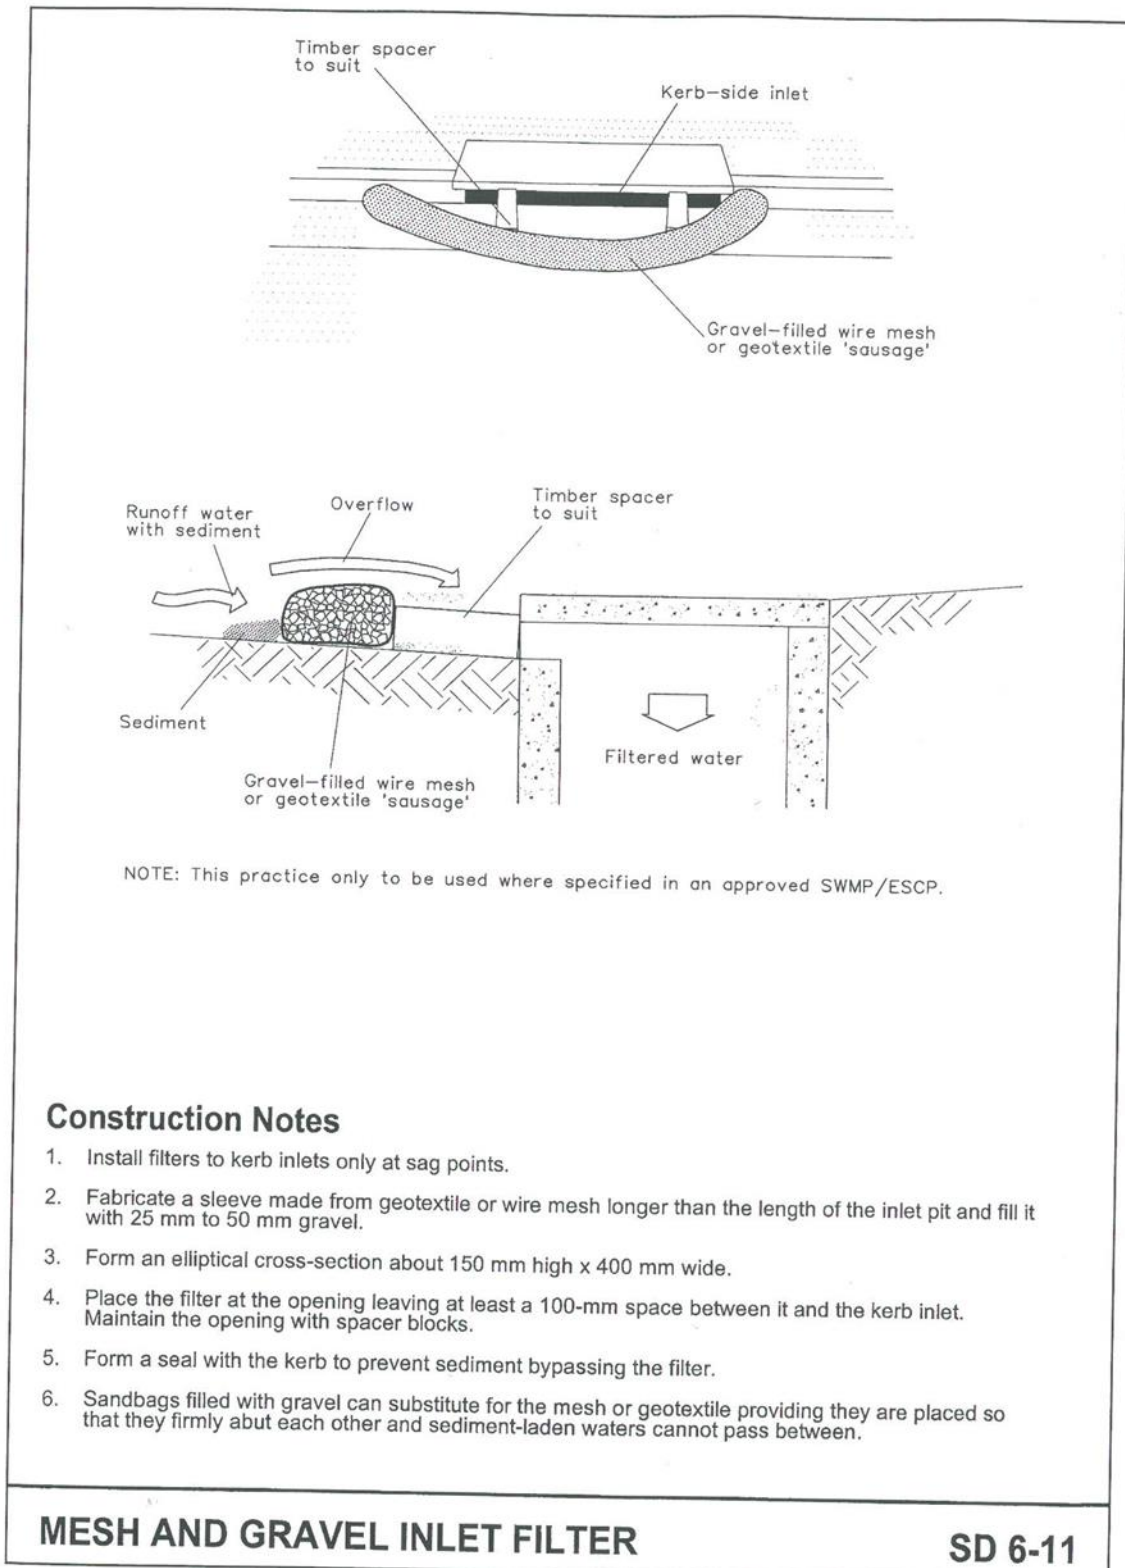 Timber spacer
to suit
Kerb-side inlet
Gravel-filled wire mesh
or geotextile 'sausage'
Runoff water
with sediment
Overflow
Timber spacer
to suit
Sediment
Filtered water
Gravel-filled wire mesh
or geotextile 'sausage'
NOTE: This practice only to be used where specified in an approved SWMP/ESCP.
Construction Notes
1. Install filters to kerb inlets only at sag points.
2. Fabricate a sleeve made from geotextile or wire mesh longer than the length of the inlet pit and fill it
with 25 mm to 50 mm gravel.
3. Form an elliptical cross-section about 150 mm high x 400 mm wide.
4. Place the filter at the opening leaving at least a 100-mm space between it and the kerb inlet.
Maintain the opening with spacer blocks.
5. Form a seal with the kerb to prevent sediment bypassing the filter.
6. Sandbags filled with gravel can substitute for the mesh or geotextile providing they are placed so
that they firmly abut each other and sediment-laden waters cannot pass between.
MESH AND GRAVEL INLET FILTER
SD 6-11